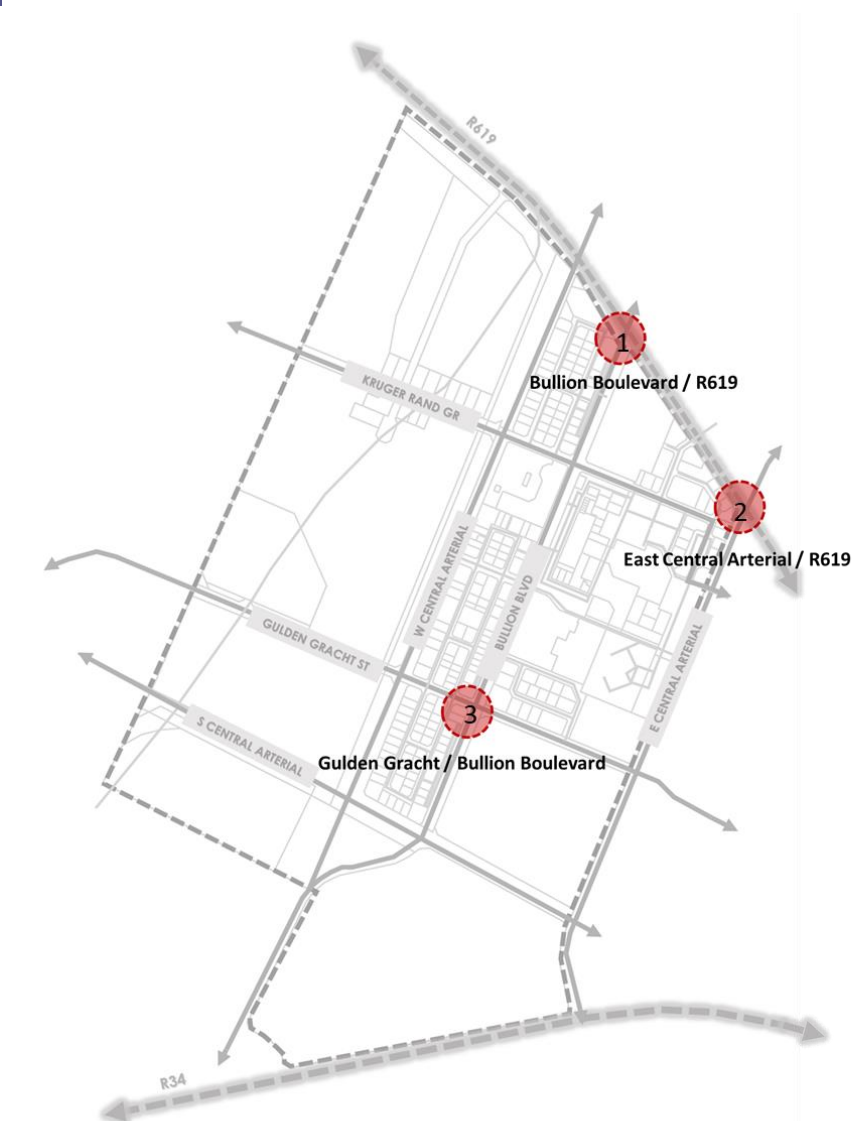 R619
1
Bullion Boulevard / R619
KRUGER RAND GR
2
East Central Arterial / R619
W CENTRAL ARTERIAL
BULLION BLVD
GULDEN GRACHT ST
E CENTRAL ARTERIAL
3
S CENTRAL ARTERIAL
Gulden Gracht / Bullion Boulevard
R34